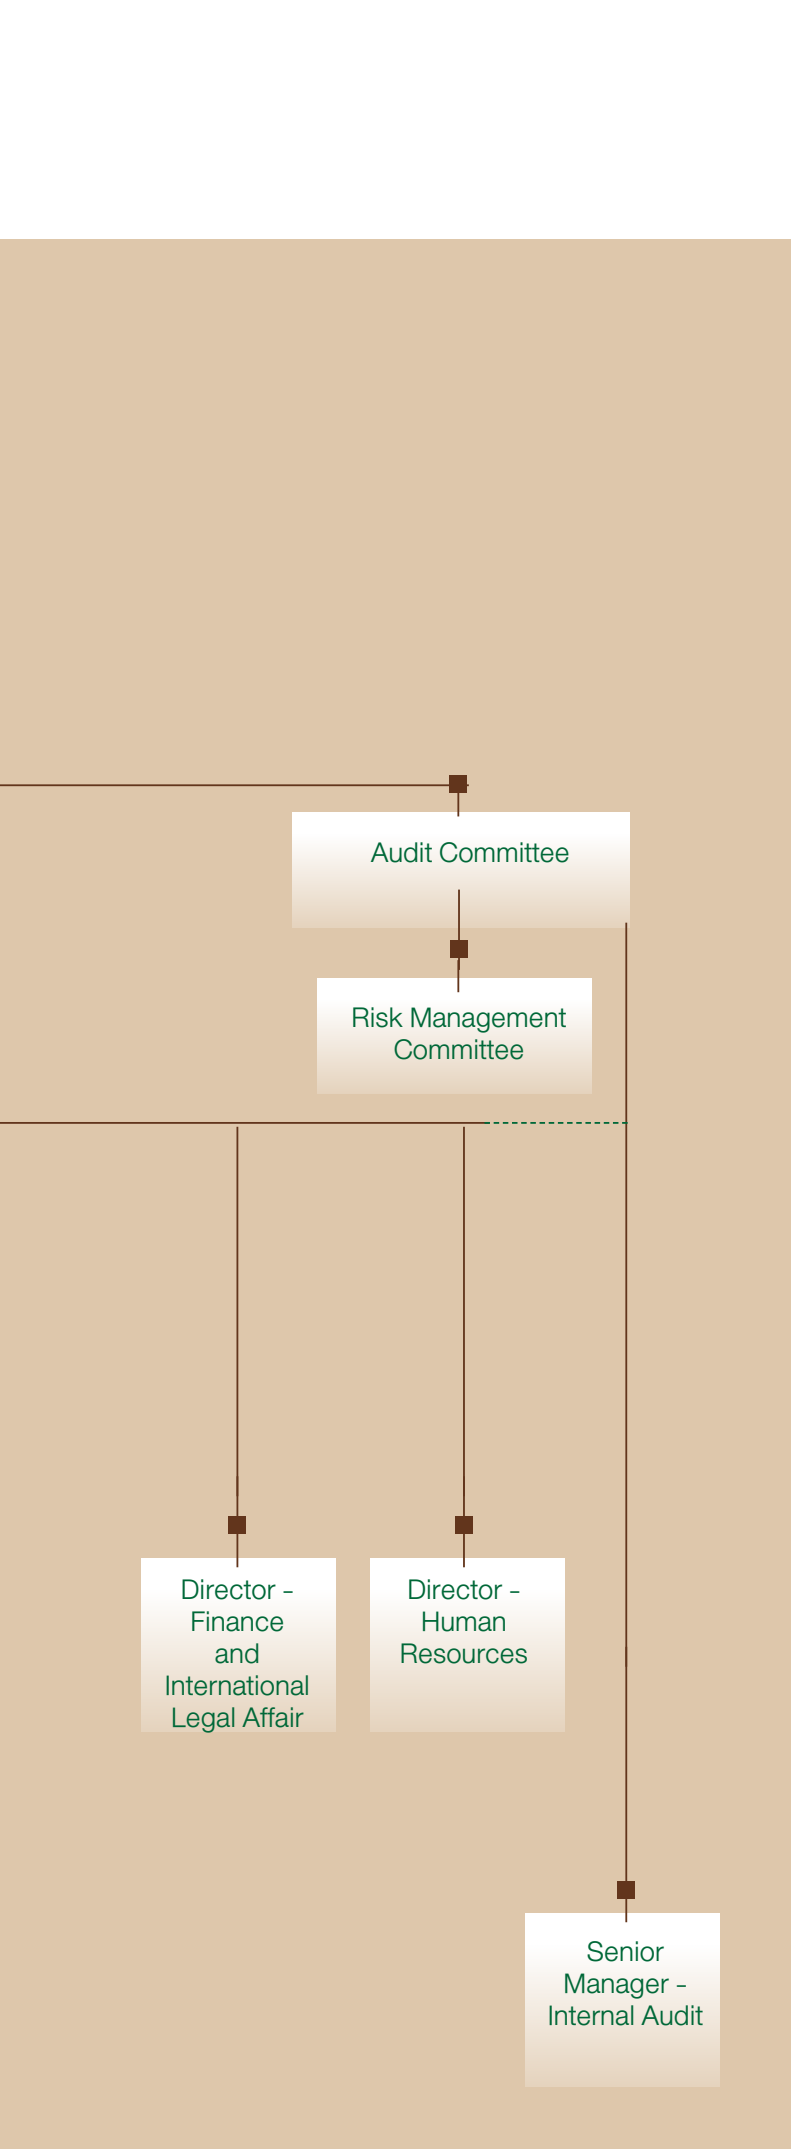 Audit Committee
Risk Management
Committee
Director -
Finance
and
International
Legal Affair
Director -
Human
Resources
Senior
Manager -
Internal Audit